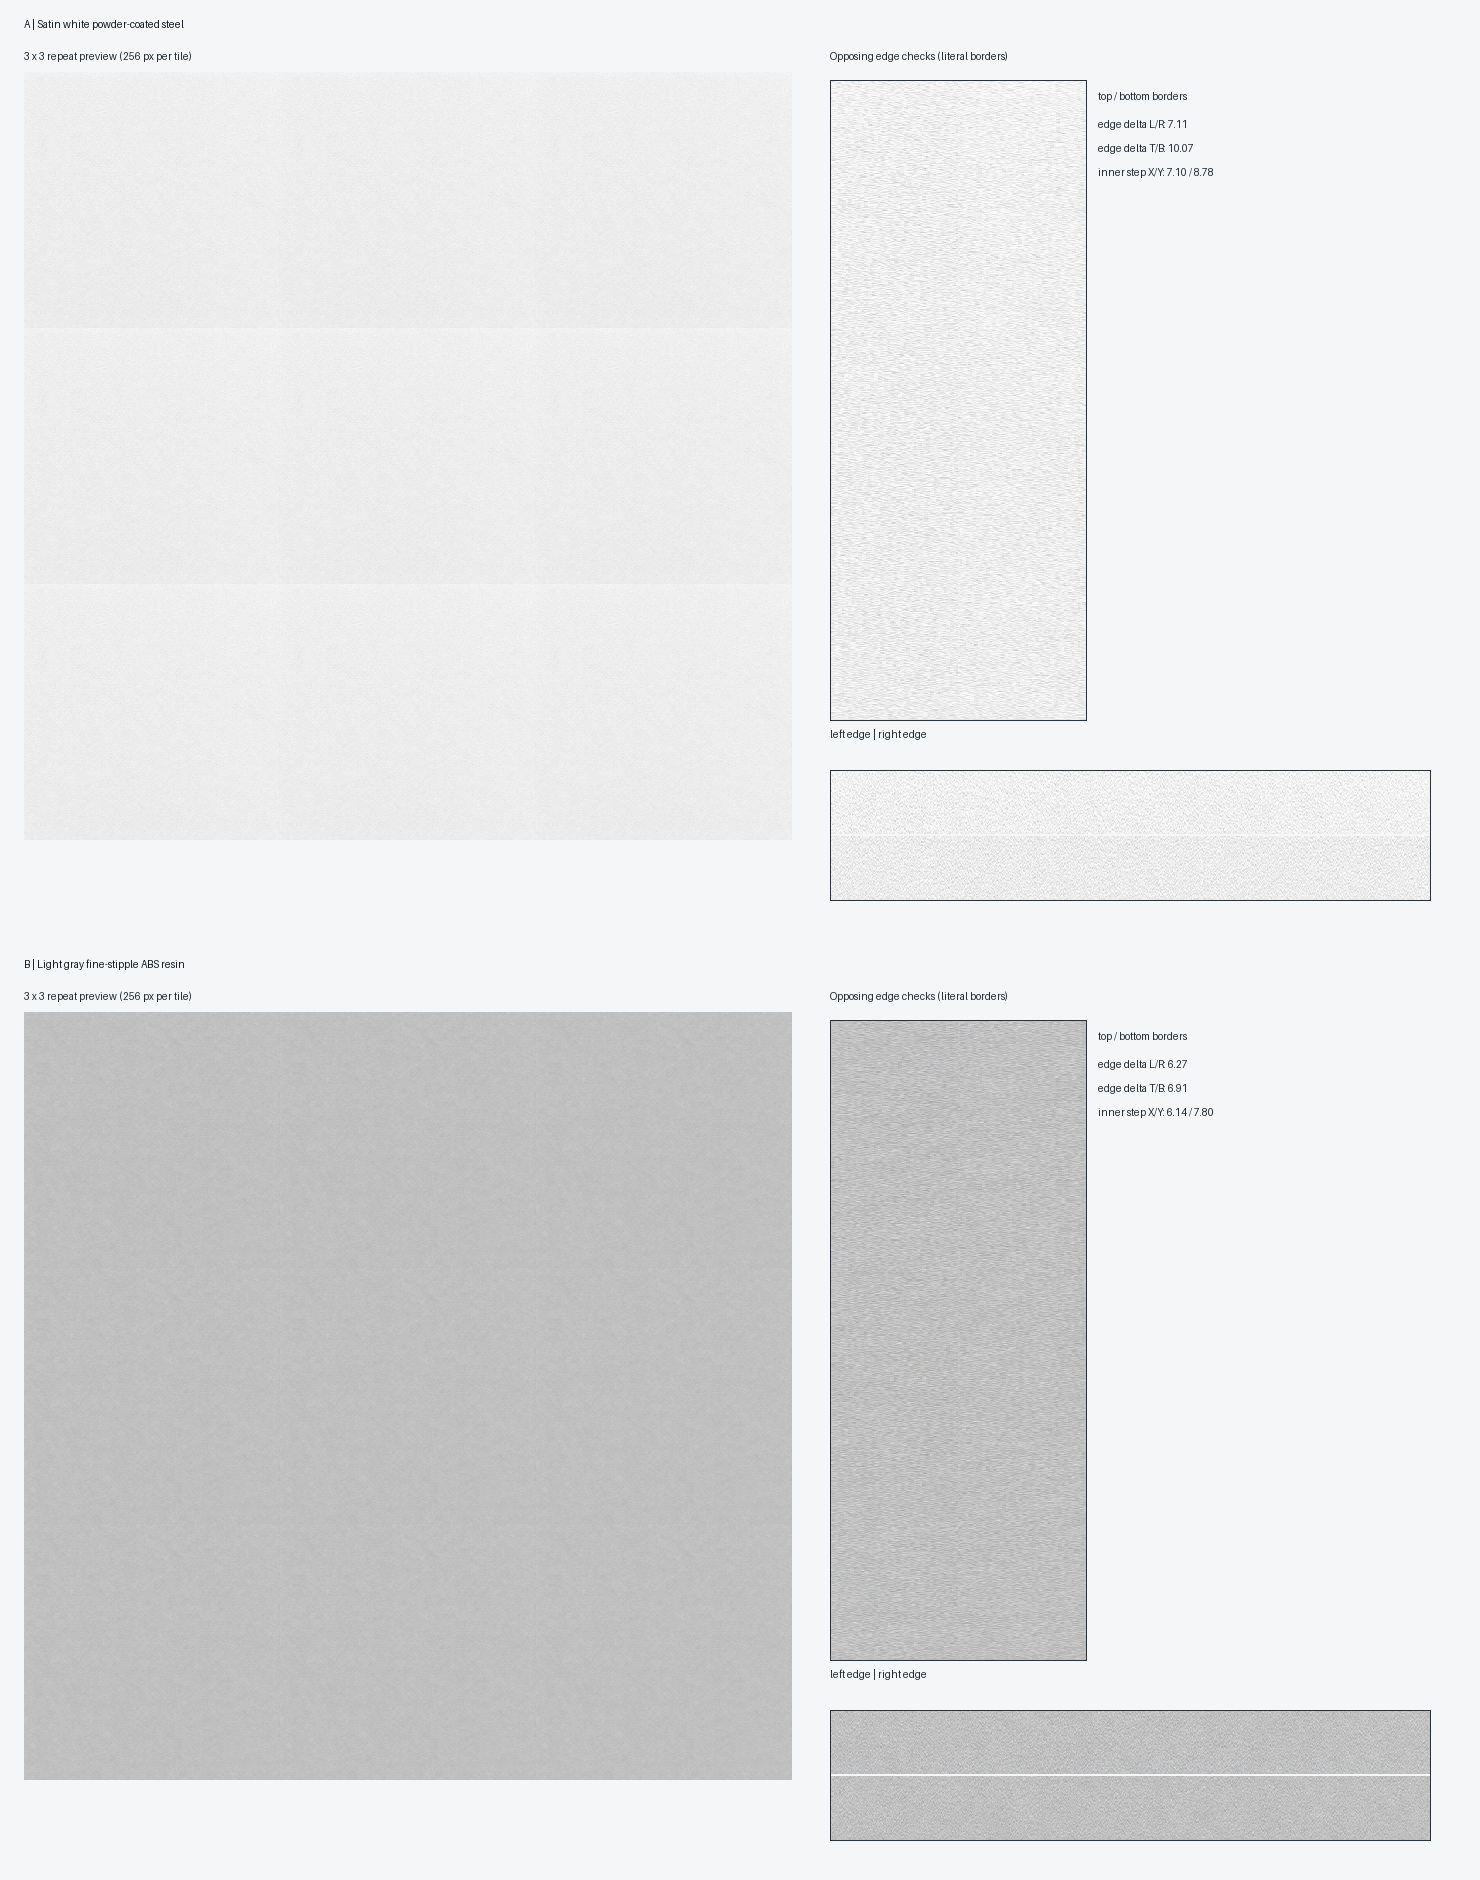 A | Satin white powder-coated steel
3 x 3 repeat preview (256 px per tile)
Opposing edge checks (literal borders)
top / bottom borders
edge delta L/R: 7.11
edge delta T/B: 10.07
inner step X/Y: 7.10 / 8.78
left edge | right edge
B | Light gray fine-stipple ABS resin
3 x 3 repeat preview (256 px per tile)
Opposing edge checks (literal borders)
top / bottom borders
edge delta L/R: 6.27
edge delta T/B: 6.91
inner step X/Y: 6.14 / 7.80
left edge | right edge